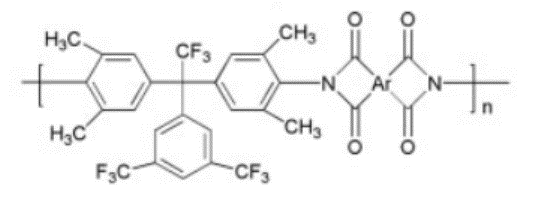 H₃C CF₃ CH₃ O O
N Ar N n
H₃C CH₃ O O
F₃C CF₃